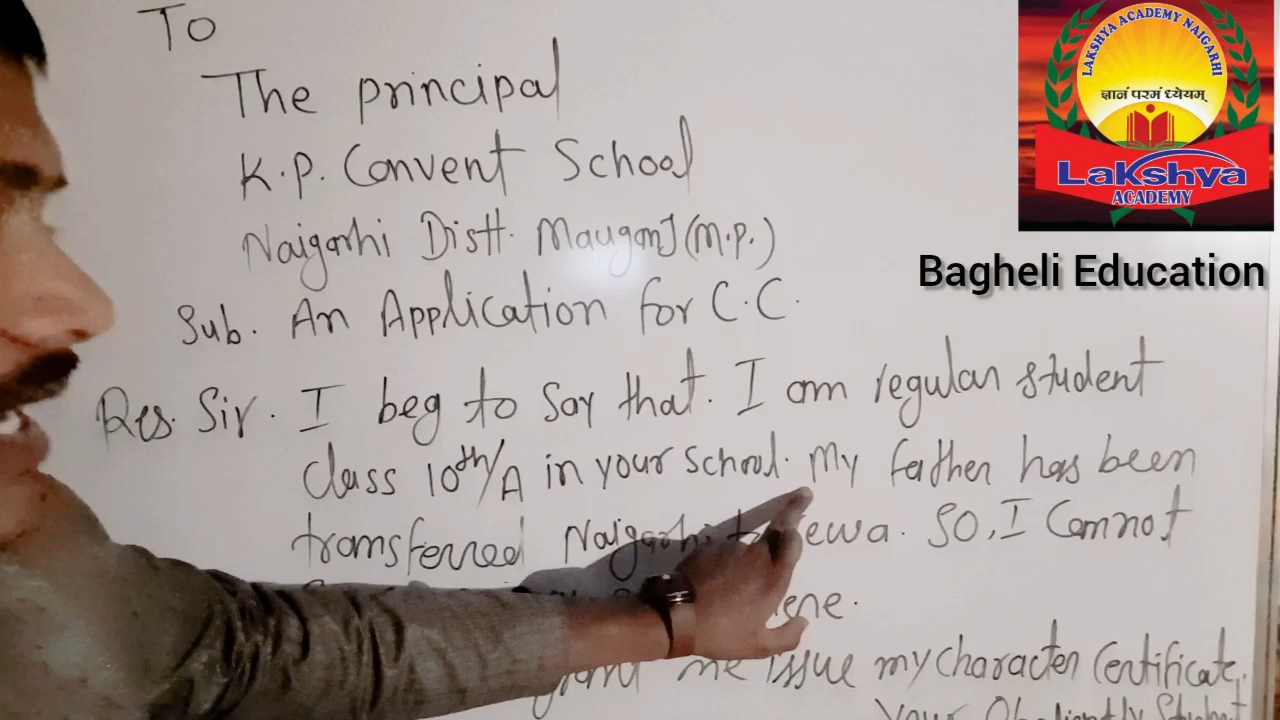 To
The principal
K.P. Convent School
Naigarhi Distt. Mauganj (M.P.)
Sub. An Application for C.C.
Res. Sir. I beg to say that. I am regular student
class 10th/A in your school. My father has been
transferred Naigarhi to Rewa. So, I cannot
me issue my character certificate.
Your Obediently Student
LAKSHYA ACADEMY NAIGARHI
ज्ञानं परमं ध्येयम्
Lakshya
ACADEMY
Bagheli Education